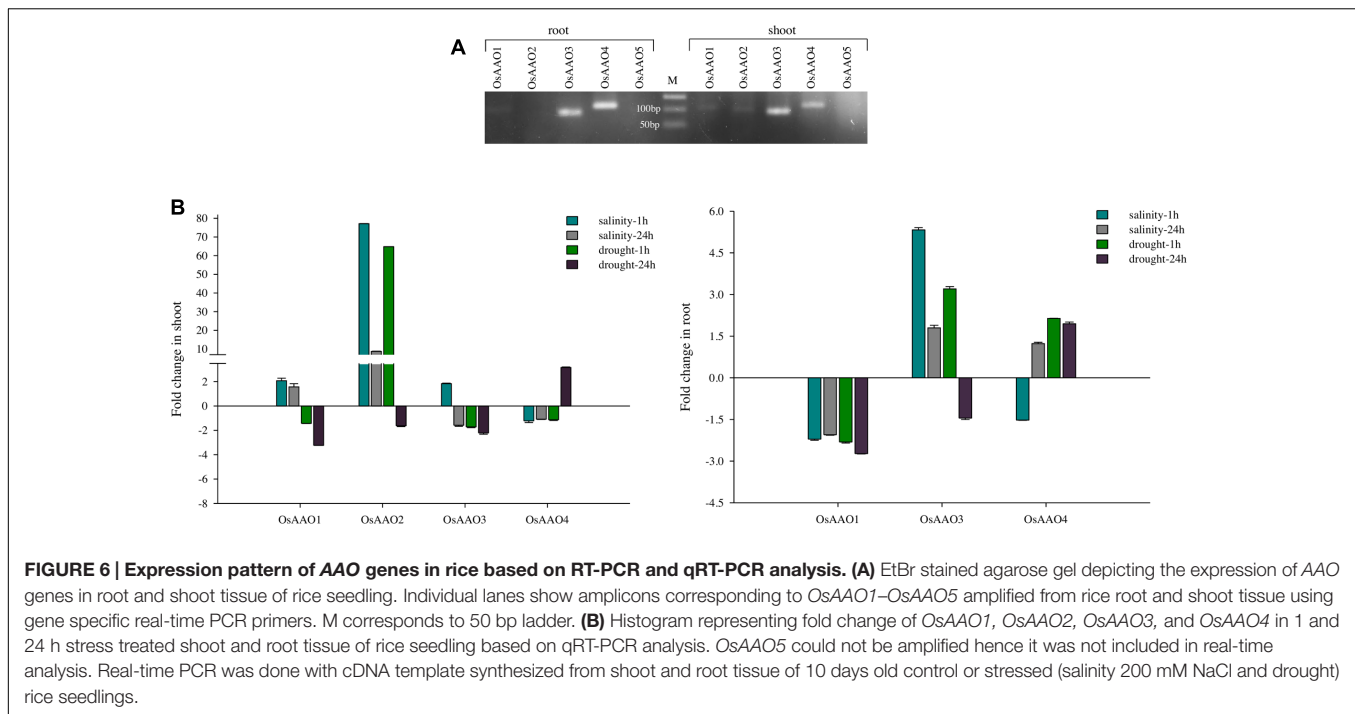 root shoot
A
OsAAO1 OsAAO2 OsAAO3 OsAAO4 OsAAO5 M OsAAO1 OsAAO2 OsAAO3 OsAAO4 OsAAO5
100bp
50bp
B
Fold change in shoot
80
70
60
50
40
30
20
10
2
0
-2
-4
-6
-8
salinity-1h
salinity-24h
drought-1h
drought-24h
OsAAO1 OsAAO2 OsAAO3 OsAAO4
Fold change in root
6.0
4.5
3.0
1.5
0.0
-1.5
-3.0
-4.5
salinity-1h
salinity-24h
drought-1h
drought-24h
OsAAO1 OsAAO3 OsAAO4
FIGURE 6 | Expression pattern of AAO genes in rice based on RT-PCR and qRT-PCR analysis. (A) EtBr stained agarose gel depicting the expression of AAO
genes in root and shoot tissue of rice seedling. Individual lanes show amplicons corresponding to OsAAO1–OsAAO5 amplified from rice root and shoot tissue using
gene specific real-time PCR primers. M corresponds to 50 bp ladder. (B) Histogram representing fold change of OsAAO1, OsAAO2, OsAAO3, and OsAAO4 in 1 and
24 h stress treated shoot and root tissue of rice seedling based on qRT-PCR analysis. OsAAO5 could not be amplified hence it was not included in real-time
analysis. Real-time PCR was done with cDNA template synthesized from shoot and root tissue of 10 days old control or stressed (salinity 200 mM NaCl and drought)
rice seedlings.